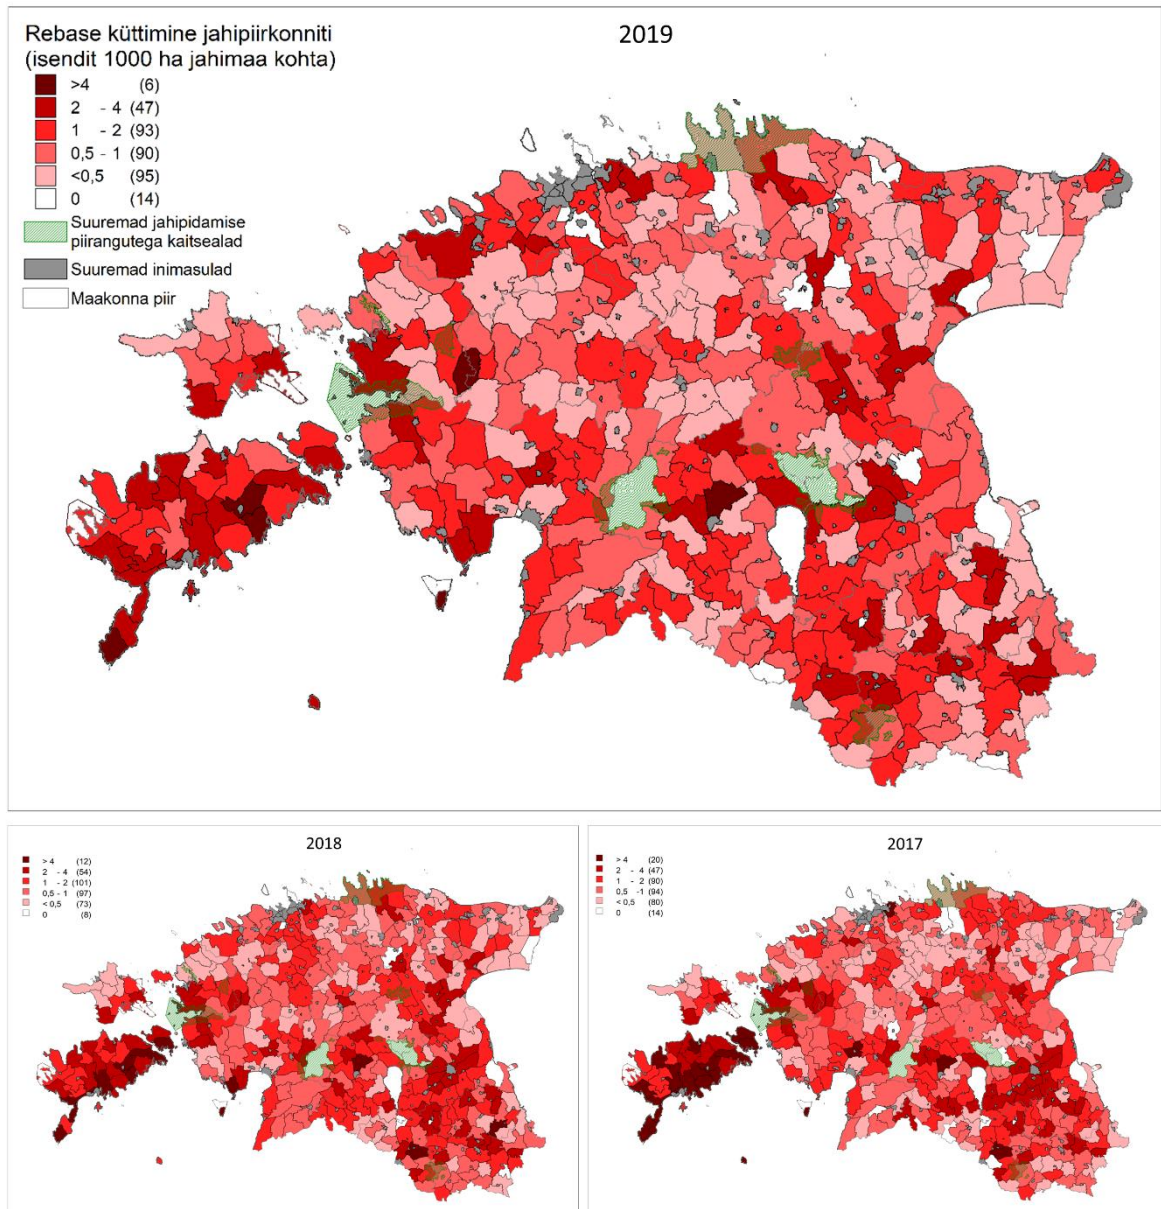 Rebase küttimine jahipiirkonniti
(isendit 1000 ha jahimaa kohta)
2019
>4 (6)
2 - 4 (47)
1 - 2 (93)
0,5 - 1 (90)
<0,5 (95)
0 (14)
Suuremad jahipidamise
piirangutega kaitsealad
Suuremad inimasulad
Maakonna piir
2018
> 4 (12)
2 - 4 (54)
1 - 2 (101)
0,5 - 1 (97)
< 0,5 (73)
0 (8)
2017
> 4 (20)
2 - 4 (47)
1 - 2 (90)
0,5 - 1 (94)
< 0,5 (80)
0 (14)